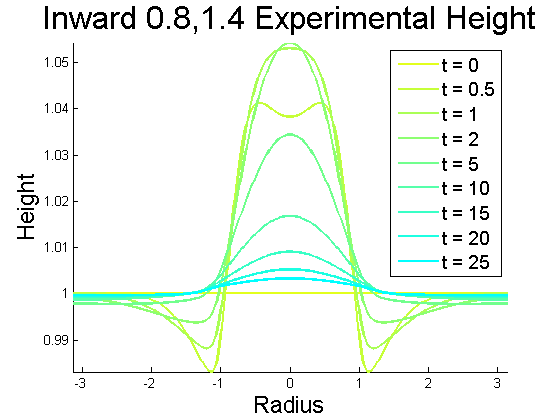 Inward 0.8,1.4 Experimental Height
1.05
1.04
1.03
1.02
1.01
1
0.99
Height
t = 0
t = 0.5
t = 1
t = 2
t = 5
t = 10
t = 15
t = 20
t = 25
-3
-2
-1
0
1
2
3
Radius